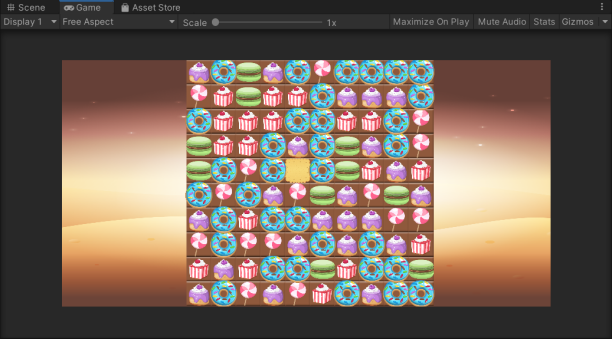 Scene Game Asset Store
Display 1 Free Aspect Scale 1x Maximize On Play Mute Audio Stats Gizmos